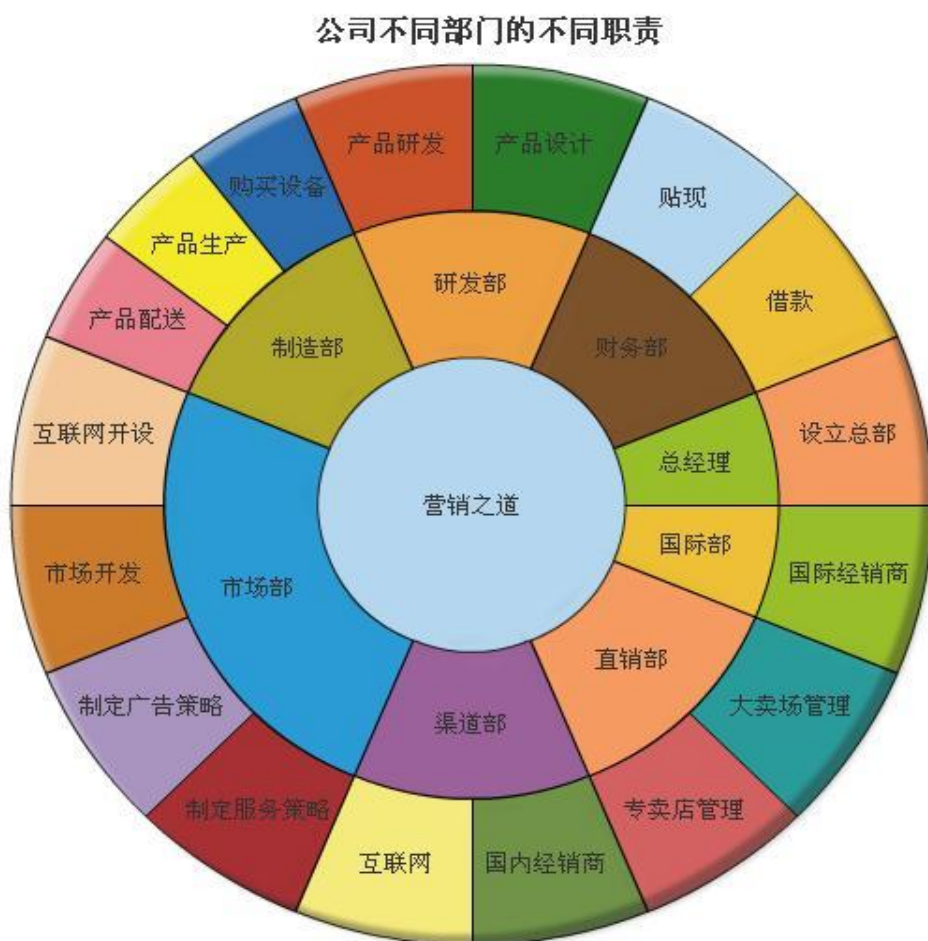 公司不同部门的不同职责
产品研发
产品设计
购买设备
贴现
产品生产
研发部
借款
产品配送
制造部
财务部
互联网开设
总经理
设立总部
营销之道
市场开发
市场部
国际部
国际经销商
直销部
制定广告策略
渠道部
大卖场管理
制定服务策略
专卖店管理
互联网
国内经销商